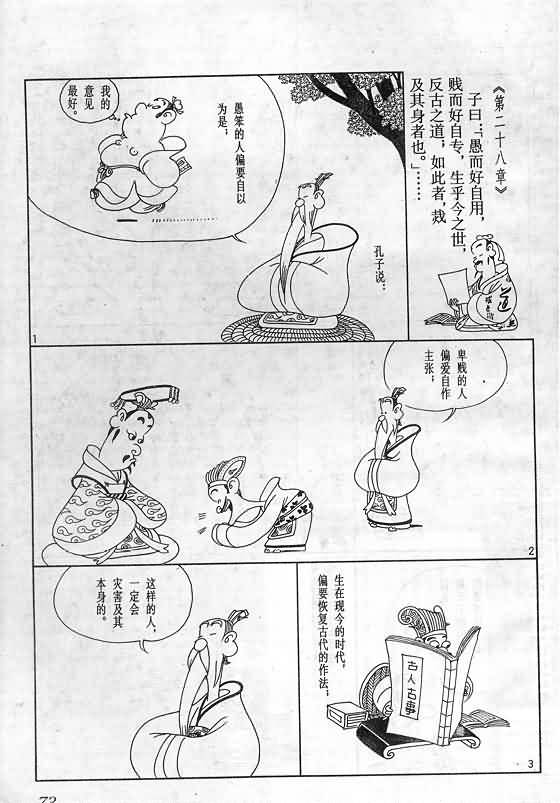 《第二十八章》
子曰：“愚而好自用，
贱而好自专，生乎今之世，
反古之道，如此者，烖
及其身者也。”……
孔子说…
愚笨的人偏要自以
为是；
我的
意见
最好。
道
1
卑贱的人
偏爱自作
主张；
2
生在现今的时代，
偏要恢复古代的作法；
古人古事
3
这样的人，
一定会
灾害及其
本身的。
72